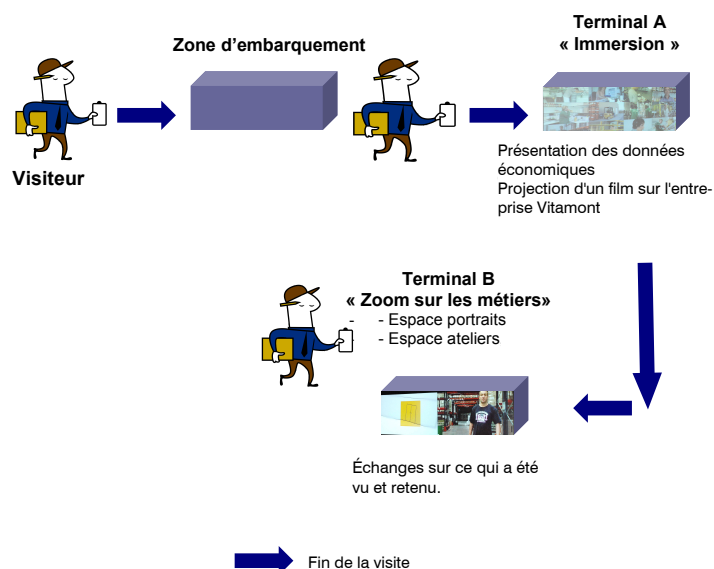 Zone d'embarquement
Terminal A
« Immersion »
Visiteur
Présentation des données
économiques
Projection d'un film sur l'entre-
prise Vitamont
Terminal B
« Zoom sur les métiers»
- - Espace portraits
- - Espace ateliers
Échanges sur ce qui a été
vu et retenu.
Fin de la visite